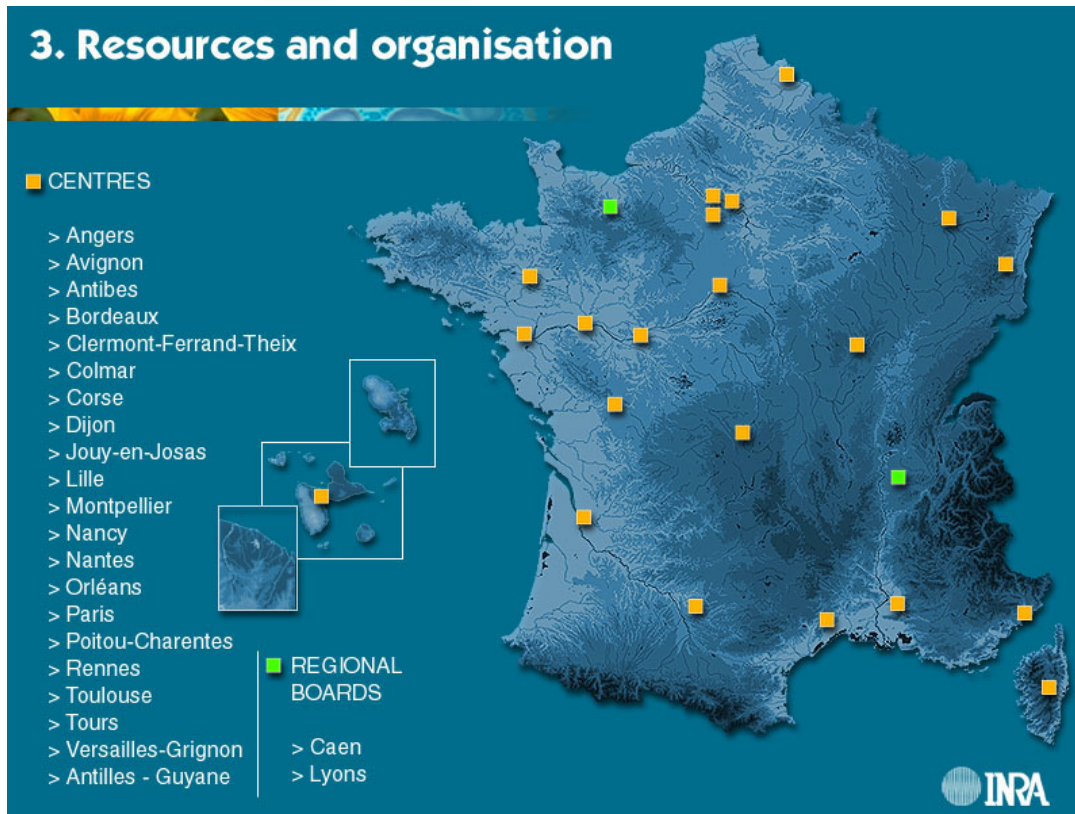 3. Resources and organisation
CENTRES
> Angers
> Avignon
> Antibes
> Bordeaux
> Clermont-Ferrand-Theix
> Colmar
> Corse
> Dijon
> Jouy-en-Josas
> Lille
> Montpellier
> Nancy
> Nantes
> Orléans
> Paris
> Poitou-Charentes
> Rennes
> Toulouse
> Tours
> Versailles-Grignon
> Antilles - Guyane
REGIONAL
BOARDS
> Caen
> Lyons
INRA